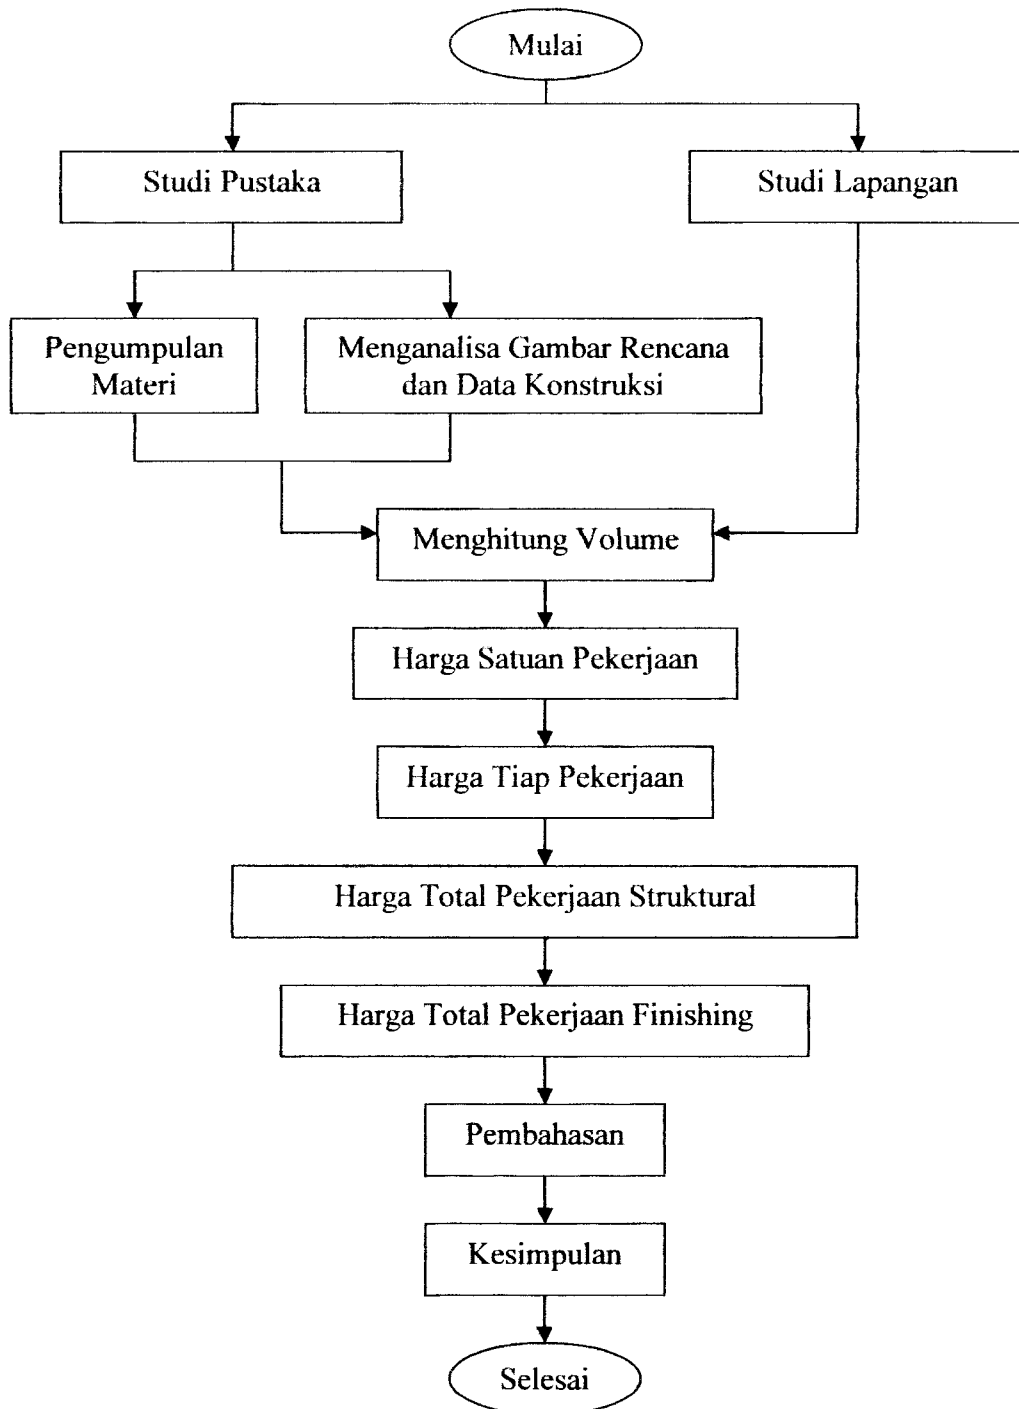 Mulai
Studi Pustaka
Studi Lapangan
Pengumpulan
Materi
Menganalisa Gambar Rencana
dan Data Konstruksi
Menghitung Volume
Harga Satuan Pekerjaan
Harga Tiap Pekerjaan
Harga Total Pekerjaan Struktural
Harga Total Pekerjaan Finishing
Pembahasan
Kesimpulan
Selesai